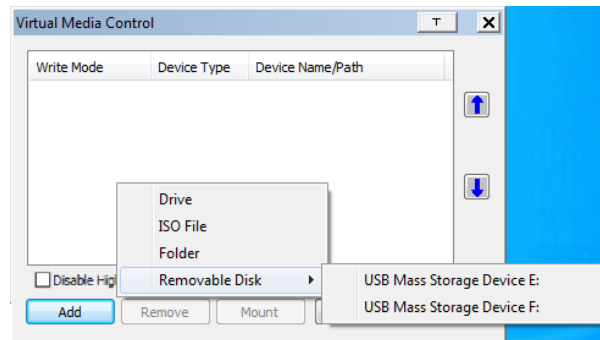 Virtual Media Control
T X
Write Mode Device Type Device Name/Path
Drive
ISO File
Folder
Disable Removable Disk USB Mass Storage Device E:
USB Mass Storage Device F:
Add Remove Mount